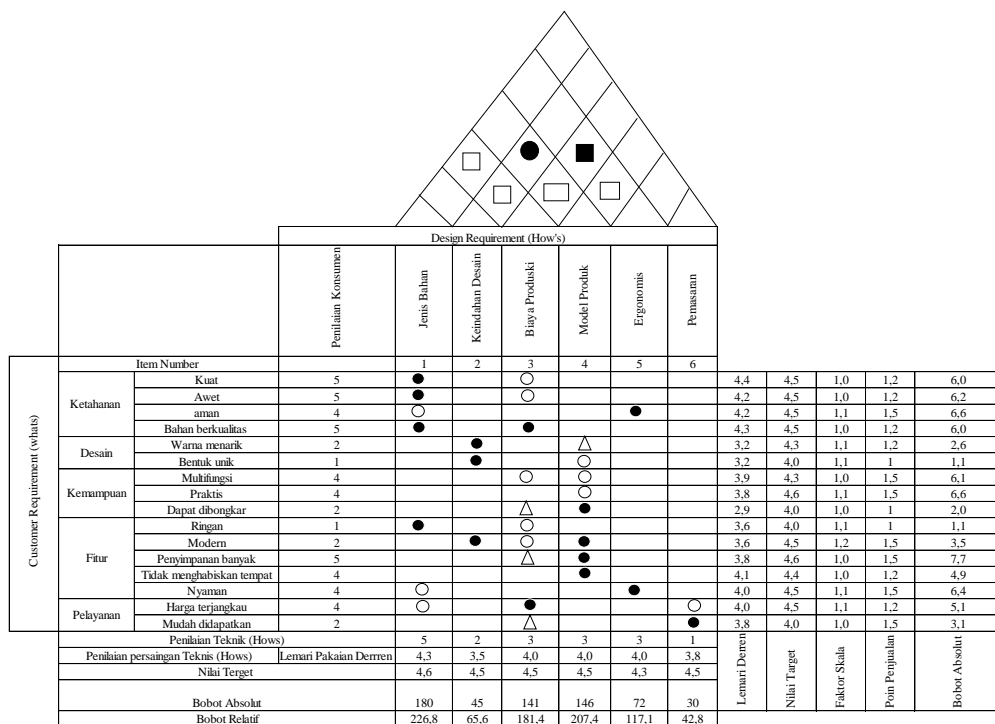 Design Requirement (How's)
Penilaian Konsumen
Jenis Bahan
Keindahan Desain
Biaya Produski
Model Produk
Ergonomis
Pemasaran
Customer Requirement (whats)
Item Number 1 2 3 4 5 6
Ketahanan
Kuat 5 4,4 4,5 1,0 1,2 6,0
Awet 5 4,2 4,5 1,0 1,2 6,2
aman 4 4,2 4,5 1,1 1,5 6,6
Bahan berkualitas 5 4,3 4,5 1,0 1,2 6,0
Desain
Warna menarik 2 3,2 4,3 1,1 1,2 2,6
Bentuk unik 1 3,2 4,0 1,1 1 1,1
Kemampuan
Multifungsi 4 3,9 4,3 1,0 1,5 6,1
Praktis 4 3,8 4,6 1,1 1,5 6,6
Dapat dibongkar 2 2,9 4,0 1,0 1 2,0
Fitur
Ringan 1 3,6 4,0 1,1 1 1,1
Modern 2 3,6 4,5 1,2 1,5 3,5
Penyimpanan banyak 5 3,8 4,6 1,0 1,5 7,7
Tidak menghabiskan tempat 4 4,1 4,4 1,0 1,2 4,9
Nyaman 4 4,0 4,5 1,1 1,5 6,4
Pelayanan
Harga terjangkau 4 4,0 4,5 1,1 1,2 5,1
Mudah didapatkan 2 3,8 4,0 1,0 1,5 3,1
Penilaian Teknik (Hows) 5 2 3 3 3 1
Penilaian persaingan Teknis (Hows) Lemari Pakaian Derrren 4,3 3,5 4,0 4,0 4,0 3,8
Nilai Terget 4,6 4,5 4,5 4,5 4,3 4,5
Bobot Absolut 180 45 141 146 72 30
Bobot Relatif 226,8 65,6 181,4 207,4 117,1 42,8
Lemari Derren
Nilai Target
Faktor Skala
Poin Penjualan
Bobot Absolut